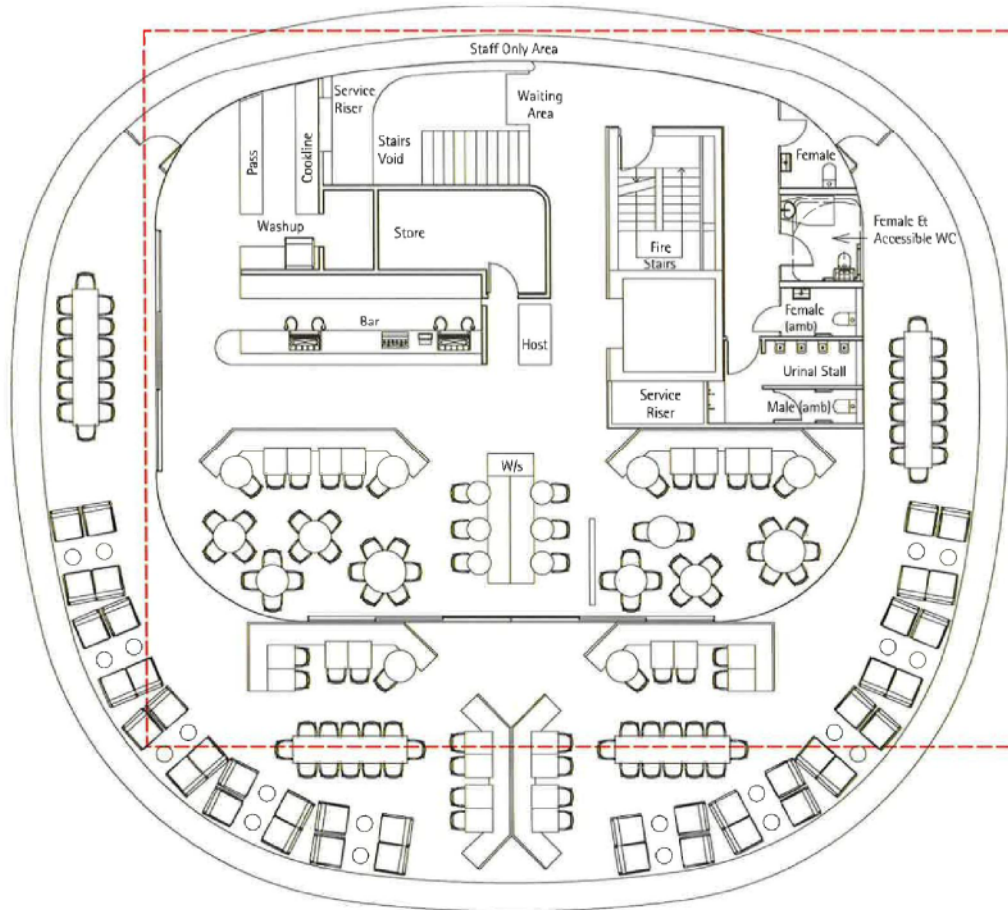 Staff Only Area
Service
Riser
Waiting
Area
Pass
Cookline
Stairs
Void
Female
Washup
Store
Fire
Stairs
Female &
Accessible WC
Bar
Host
Female
(amb)
Urinal Stall
Service
Riser
Male (amb)
W/s